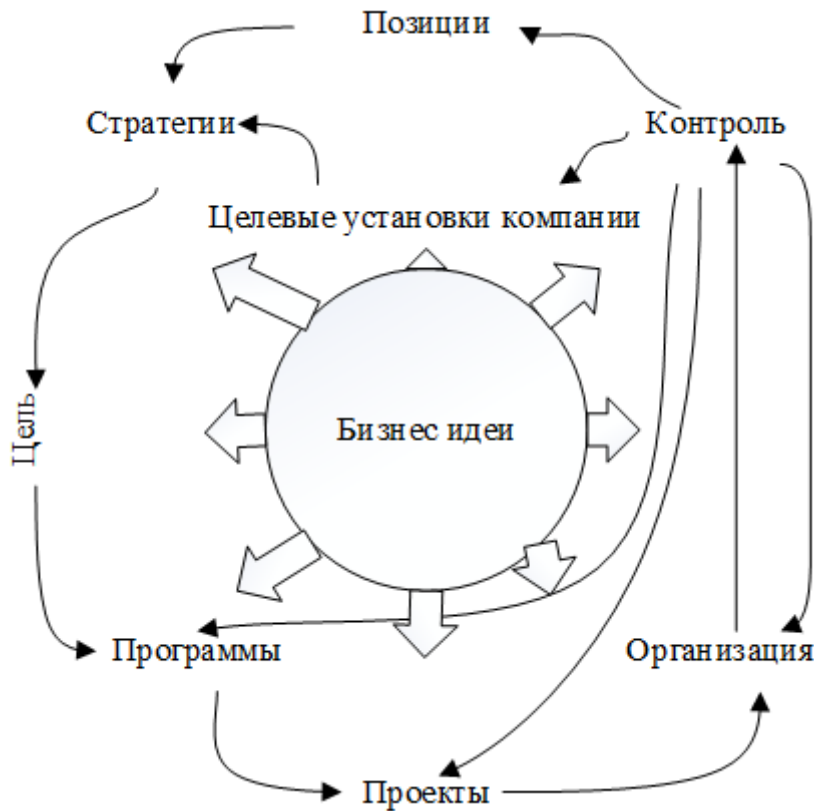 Позиции
Стратегии
Контроль
Целевые установки компании
Цель
Бизнес идеи
Программы
Организация
Проекты